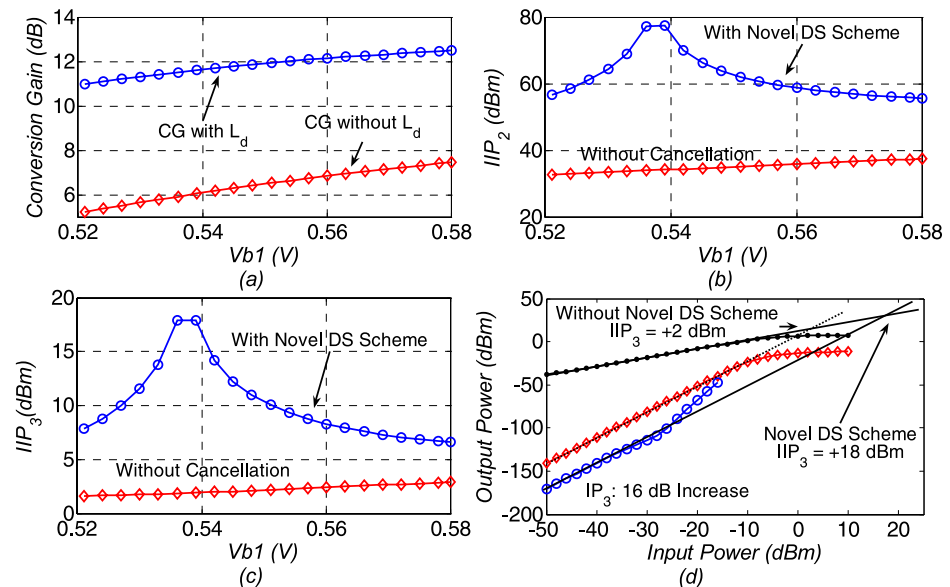 14
12
10
8
6
Conversion Gain (dB)
CG with L_d
CG without L_d
0.52
0.54
0.56
0.58
Vb1 (V)
(a)
80
60
40
20
IIP_2 (dBm)
With Novel DS Scheme
Without Cancellation
0.52
0.54
0.56
0.58
Vb1 (V)
(b)
20
15
10
5
0
IIP_3(dBm)
With Novel DS Scheme
Without Cancellation
0.52
0.54
0.56
0.58
Vb1 (V)
(c)
50
0
-50
-100
-150
-200
Output Power (dBm)
Without Novel DS Scheme
IIP_3 = +2 dBm
Novel DS Scheme
IIP_3 = +18 dBm
IP_3: 16 dB Increase
-50
-40
-30
-20
-10
0
10
20
Input Power (dBm)
(d)